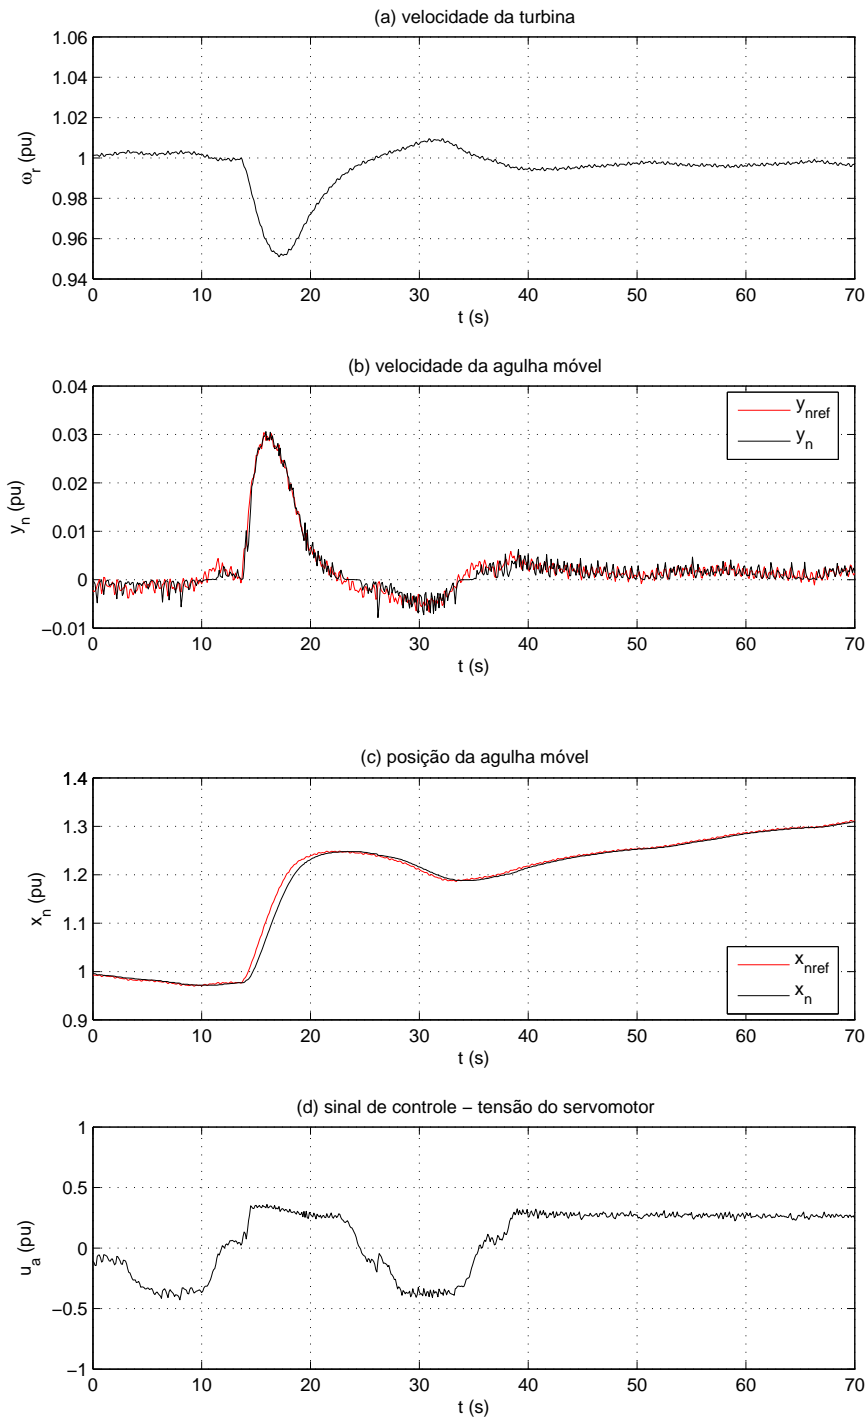 (a) velocidade da turbina
1.06
1.04
1.02
1
0.98
0.96
0.94
ω_r (pu)
0 10 20 30 40 50 60 70
t (s)
(b) velocidade da agulha móvel
0.04
0.03
0.02
0.01
0
−0.01
y_n (pu)
y_nref
y_n
0 10 20 30 40 50 60 70
t (s)
(c) posição da agulha móvel
1.4
1.3
1.2
1.1
1
0.9
x_n (pu)
x_nref
x_n
0 10 20 30 40 50 60 70
t (s)
(d) sinal de controle − tensão do servomotor
1
0.5
0
−0.5
−1
u_a (pu)
0 10 20 30 40 50 60 70
t (s)